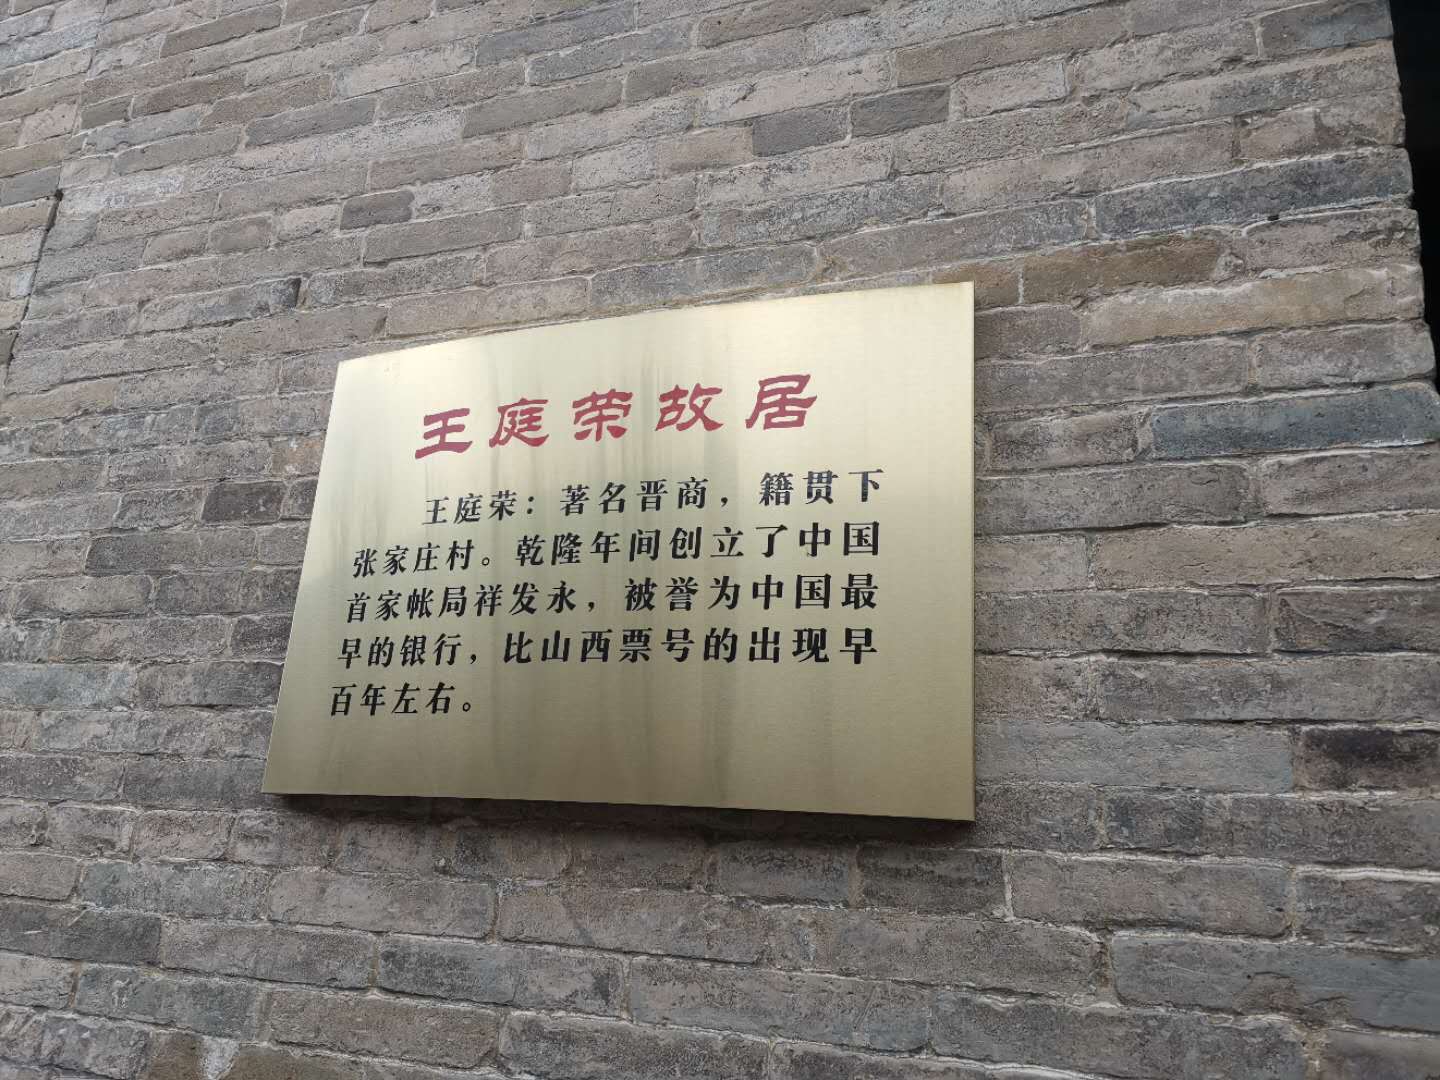 王庭荣故居
王庭荣：著名晋商，籍贯下
张家庄村。乾隆年间创立了中国
首家帐局祥发永，被誉为中国最
早的银行，比山西票号的出现早
百年左右。